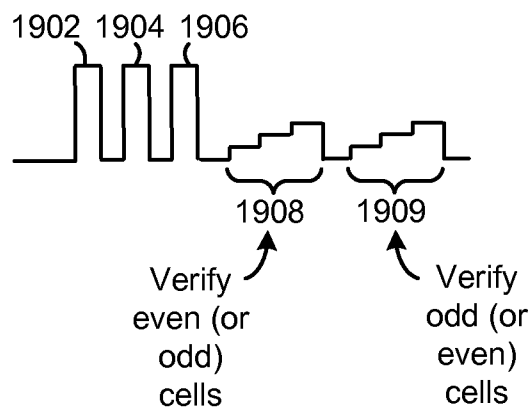 1902 1904 1906
1908
1909
Verify
even (or
odd)
cells
Verify
odd (or
even)
cells